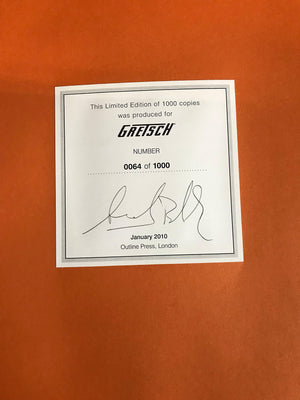 This Limited Edition of 1000 copies
was produced for
GRETSCH
NUMBER
0064 of 1000
January 2010
Outline Press, London